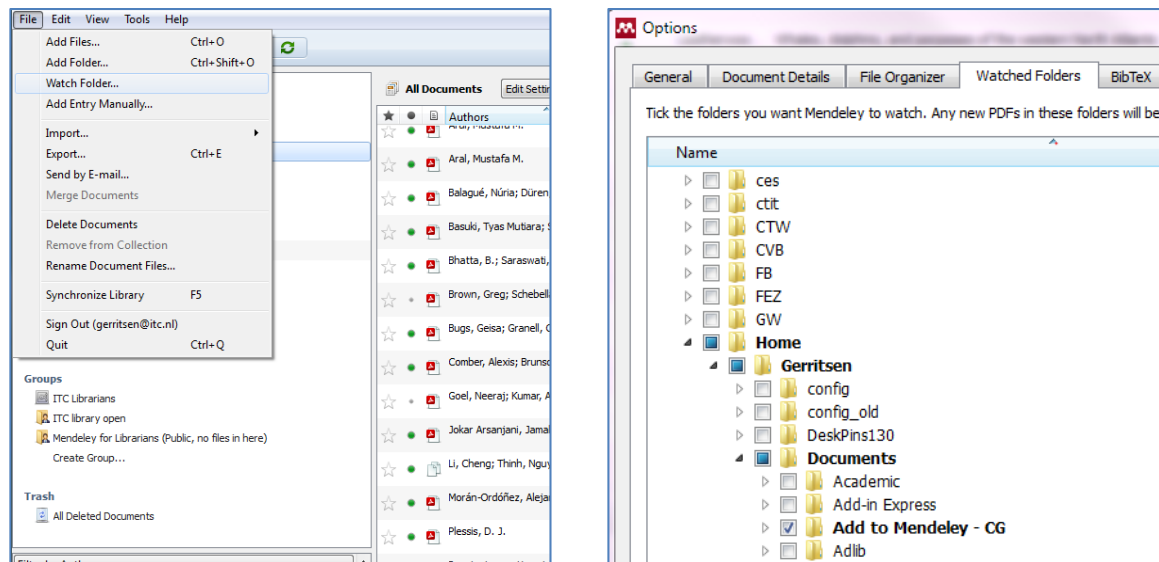 File Edit View Tools Help
Add Files... Ctrl+O
Add Folder... Ctrl+Shift+O
Watch Folder...
Add Entry Manually...
Import...
Export... Ctrl+E
Send by E-mail...
Merge Documents
Delete Documents
Remove from Collection
Rename Document Files...
Synchronize Library F5
Sign Out (gerritsen@itc.nl)
Quit Ctrl+Q
Groups
ITC Librarians
ITC library open
Mendeley for Librarians (Public, no files in here)
Create Group...
Trash
All Deleted Documents
All Documents Edit Settin
Authors
Aral, Mustafa M.
Aral, Mustafa M.
Balagué, Núria; Düren
Basuki, Tyas Mutiara;
Bhatta, B.; Saraswati,
Brown, Greg; Schebell
Bugs, Geisa; Granell, C
Comber, Alexis; Brunsd
Goel, Neeraj; Kumar, A
Jokar Arsanjani, Jamal
Li, Cheng; Thinh, Nguy
Morán-Ordóñez, Aleja
Plessis, D. J.
Options
General Document Details File Organizer Watched Folders BibTeX
Tick the folders you want Mendeley to watch. Any new PDFs in these folders will be
Name
ces
ctit
CTW
CVB
FB
FEZ
GW
Home
Gerritsen
config
config_old
DeskPins130
Documents
Academic
Add-in Express
Add to Mendeley - CG
Adlib